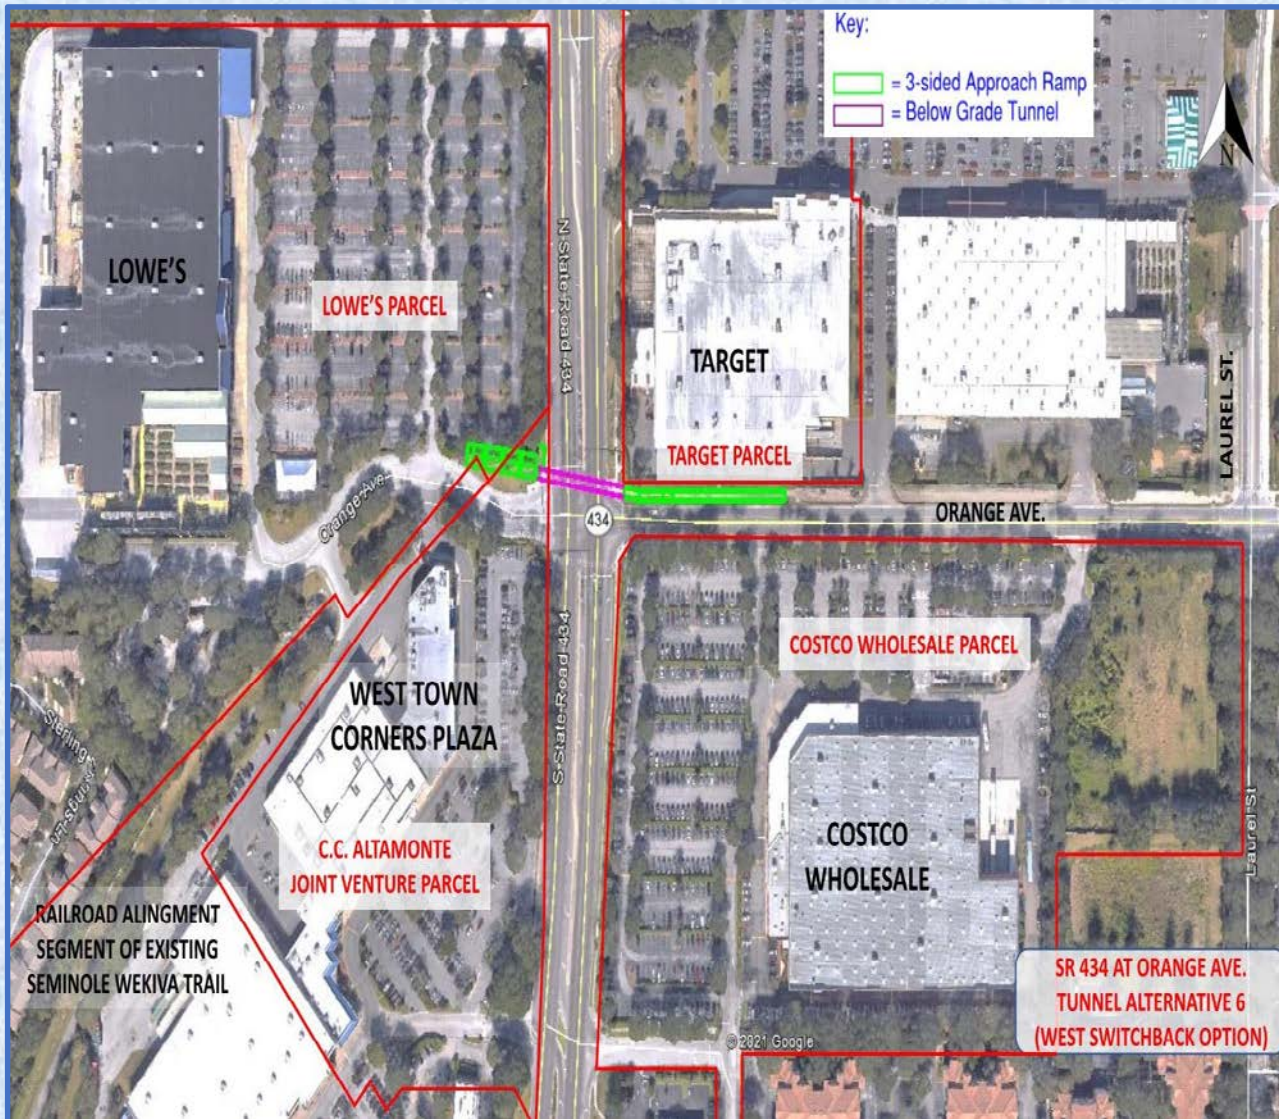 Key:
= 3-sided Approach Ramp
= Below Grade Tunnel
N
LOWE'S
LOWE'S PARCEL
N State Road 434
TARGET
TARGET PARCEL
LAUREL ST.
Orange Ave
434
ORANGE AVE.
S State Road 434
COSTCO WHOLESALE PARCEL
WEST TOWN
CORNERS PLAZA
C.C. ALTAMONTE
JOINT VENTURE PARCEL
COSTCO
WHOLESALE
Laurel St
Sterling
RAILROAD ALINGMENT
SEGMENT OF EXISTING
SEMINOLE WEKIVA TRAIL
SR 434 AT ORANGE AVE.
TUNNEL ALTERNATIVE 6
(WEST SWITCHBACK OPTION)
© 2021 Google